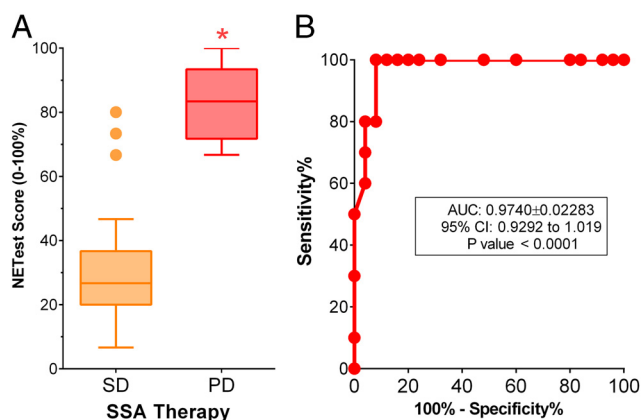 A
B
*
NETest Score (0-100%)
100
80
60
40
20
0
SD
PD
SSA Therapy
Sensitivity%
100
80
60
40
20
0
AUC: 0.9740±0.02283
95% CI: 0.9292 to 1.019
P value < 0.0001
0 20 40 60 80 100
100% - Specificity%